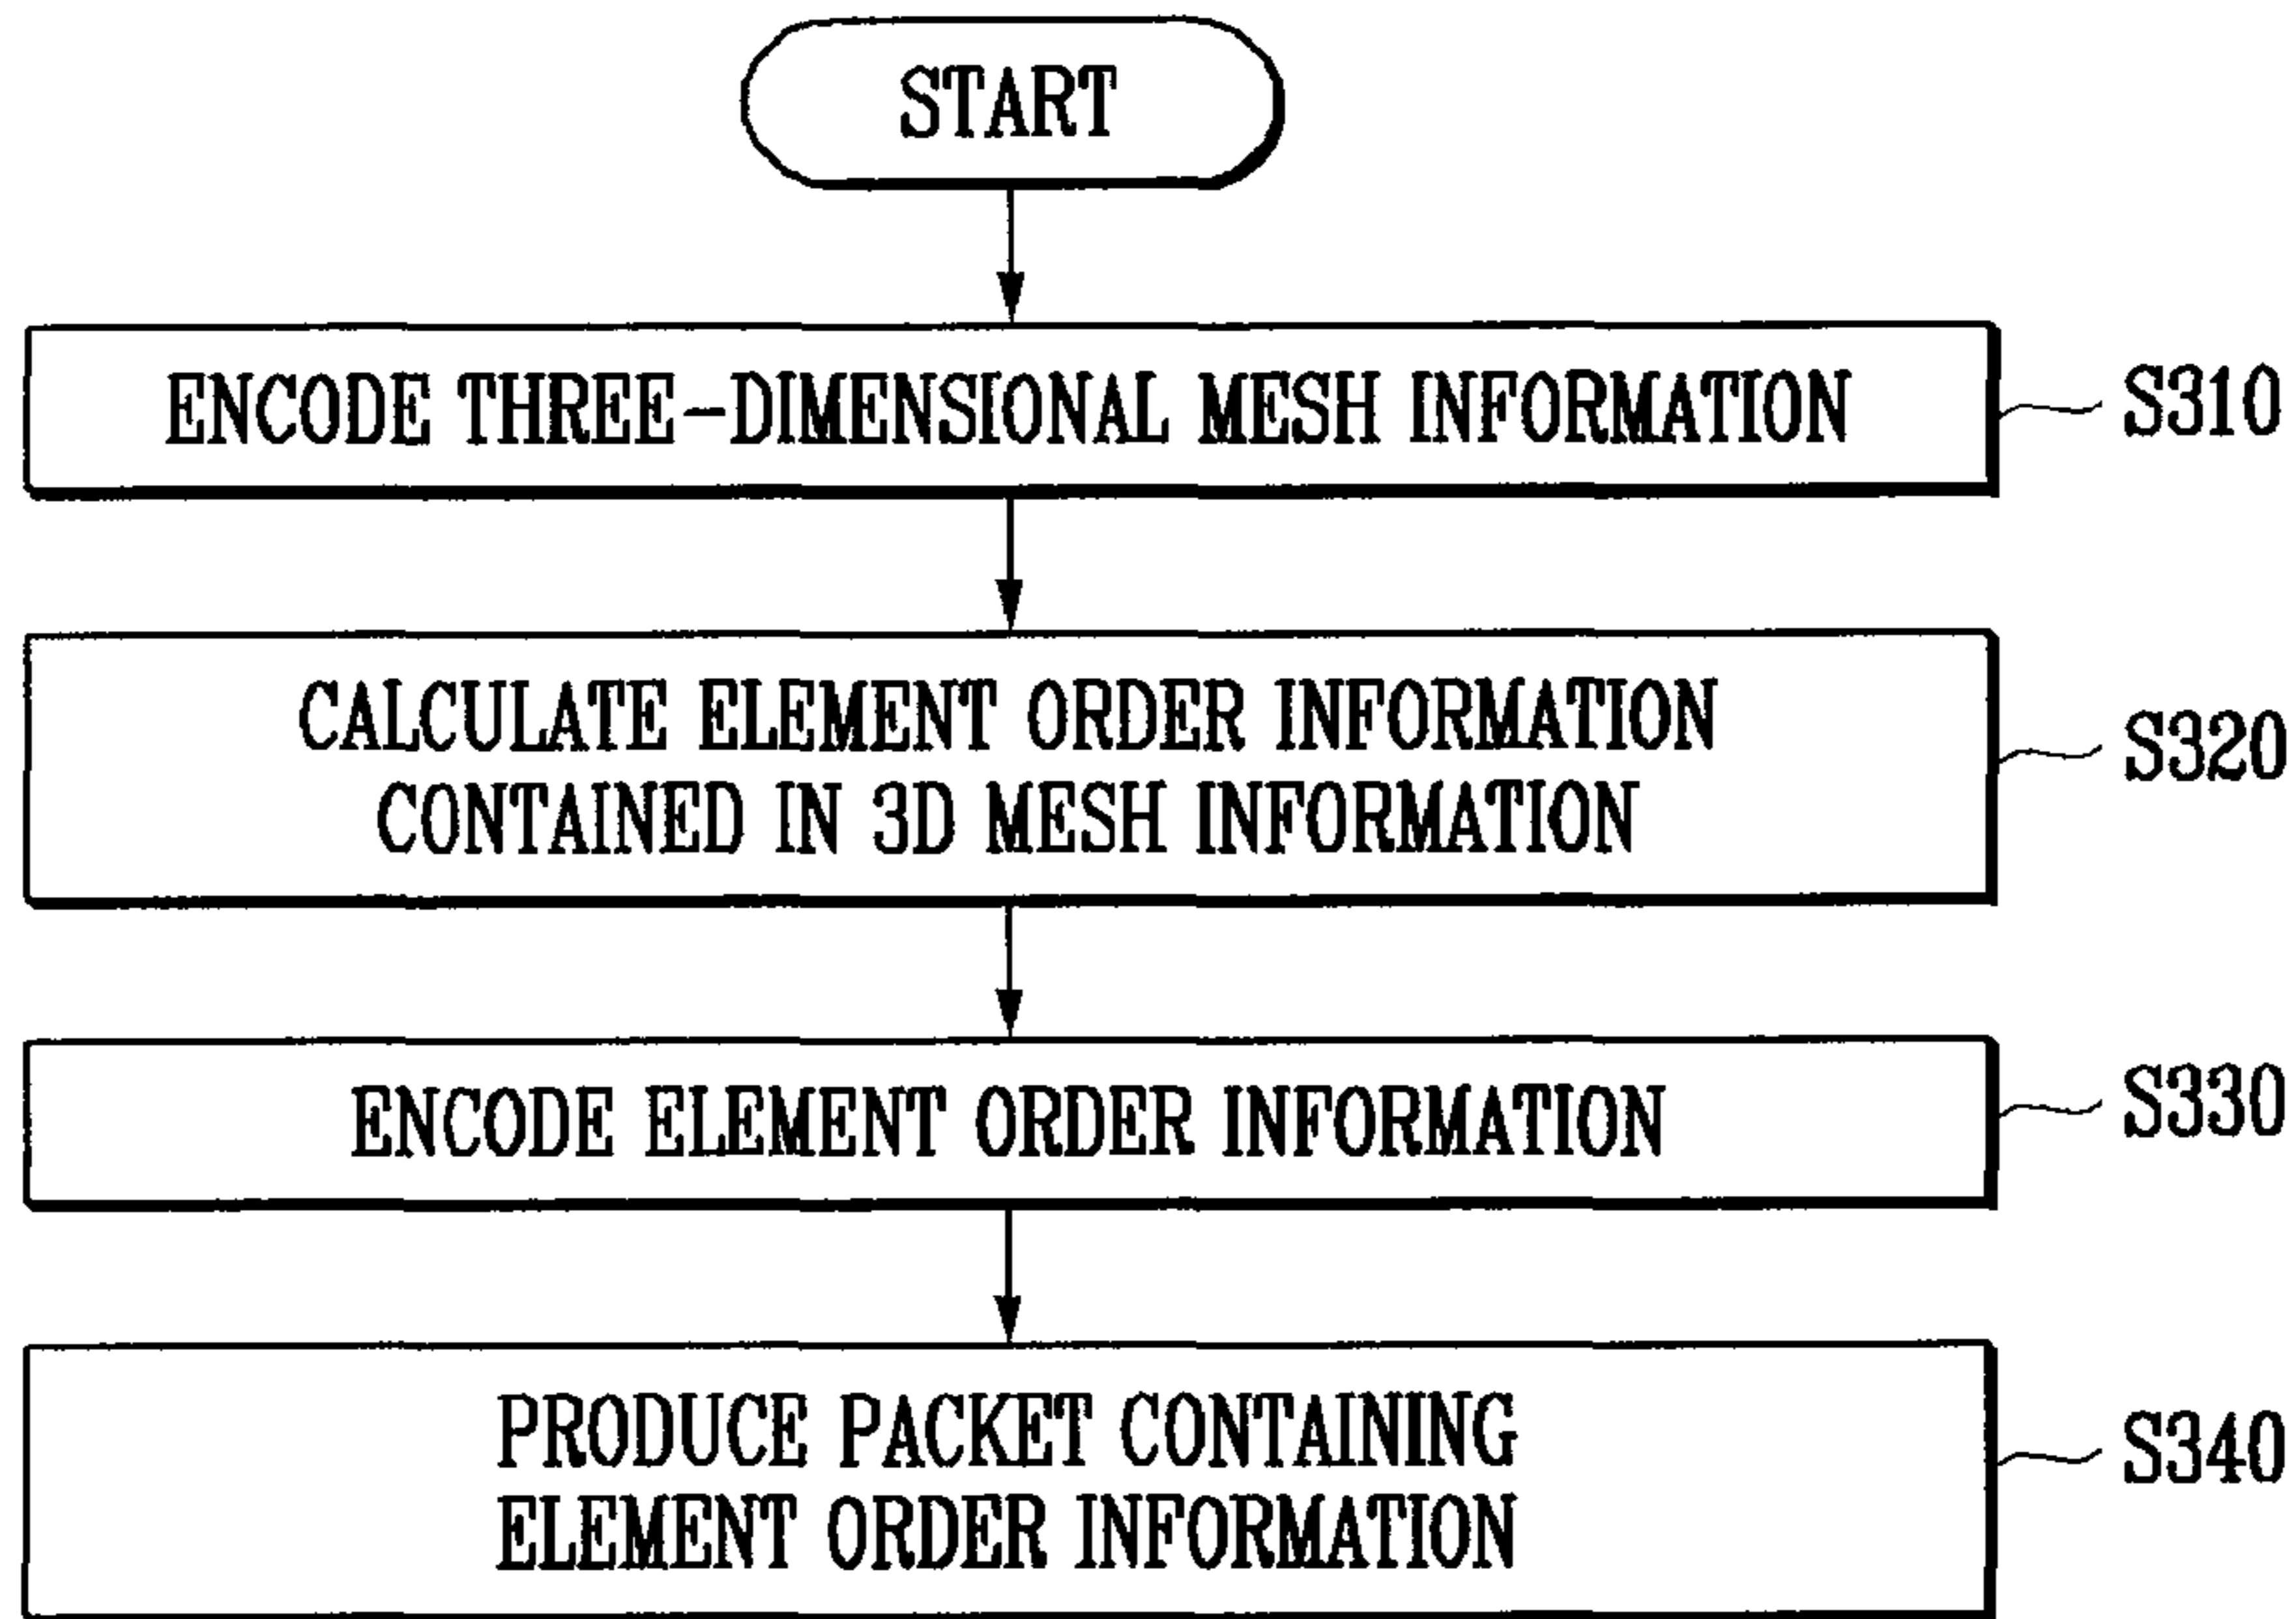 START
ENCODE THREE-DIMENSIONAL MESH INFORMATION
S310
CALCULATE ELEMENT ORDER INFORMATION
CONTAINED IN 3D MESH INFORMATION
S320
ENCODE ELEMENT ORDER INFORMATION
S330
PRODUCE PACKET CONTAINING
ELEMENT ORDER INFORMATION
S340